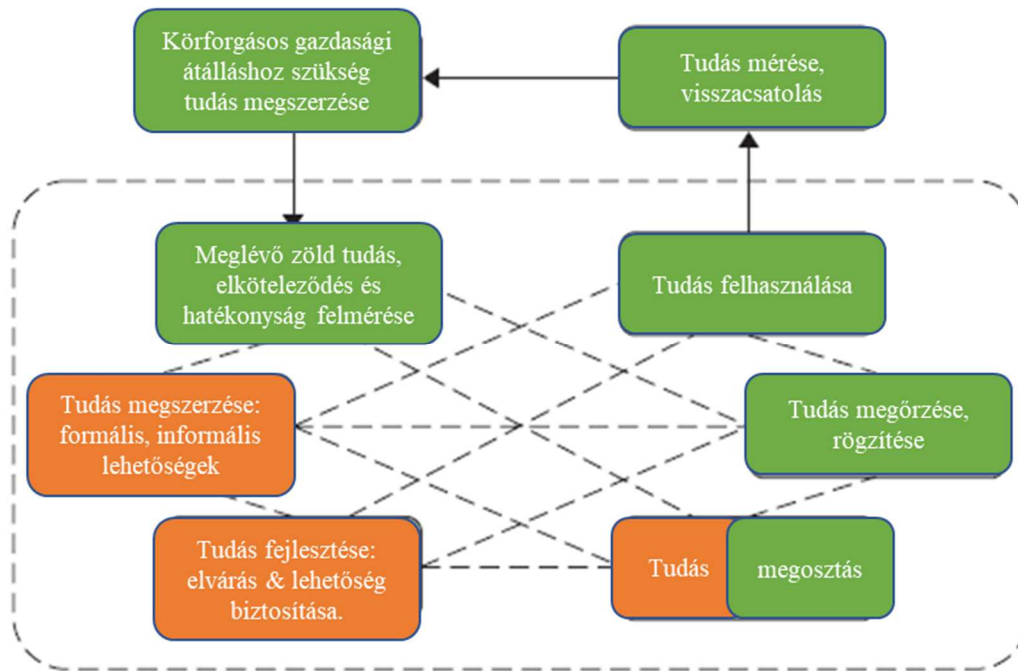 Körforgásos gazdasági
átálláshoz szükség
tudás megszerzése
Tudás mérése,
visszacsatolás
Meglévő zöld tudás,
elköteleződés és
hatékonyság felmérése
Tudás felhasználása
Tudás megszerzése:
formális, informális
lehetőségek
Tudás megőrzése,
rögzítése
Tudás fejlesztése:
elvárás & lehetőség
biztosítása.
Tudás
megosztás